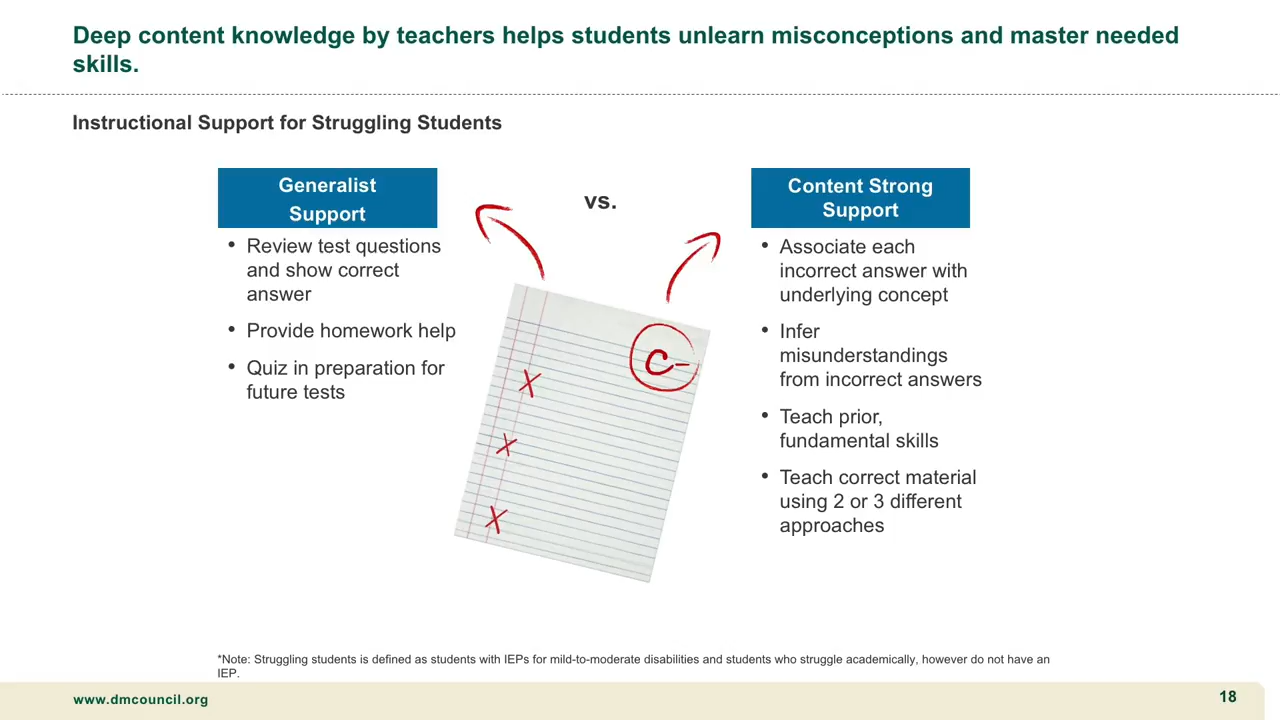 Deep content knowledge by teachers helps students unlearn misconceptions and master needed
skills.
Instructional Support for Struggling Students
Generalist
Support
• Review test questions
and show correct
answer
• Provide homework help
• Quiz in preparation for
future tests
vs.
C-
X
X
X
Content Strong
Support
• Associate each
incorrect answer with
underlying concept
• Infer
misunderstandings
from incorrect answers
• Teach prior,
fundamental skills
• Teach correct material
using 2 or 3 different
approaches
*Note: Struggling students is defined as students with IEPs for mild-to-moderate disabilities and students who struggle academically, however do not have an
IEP.
www.dmcouncil.org
18